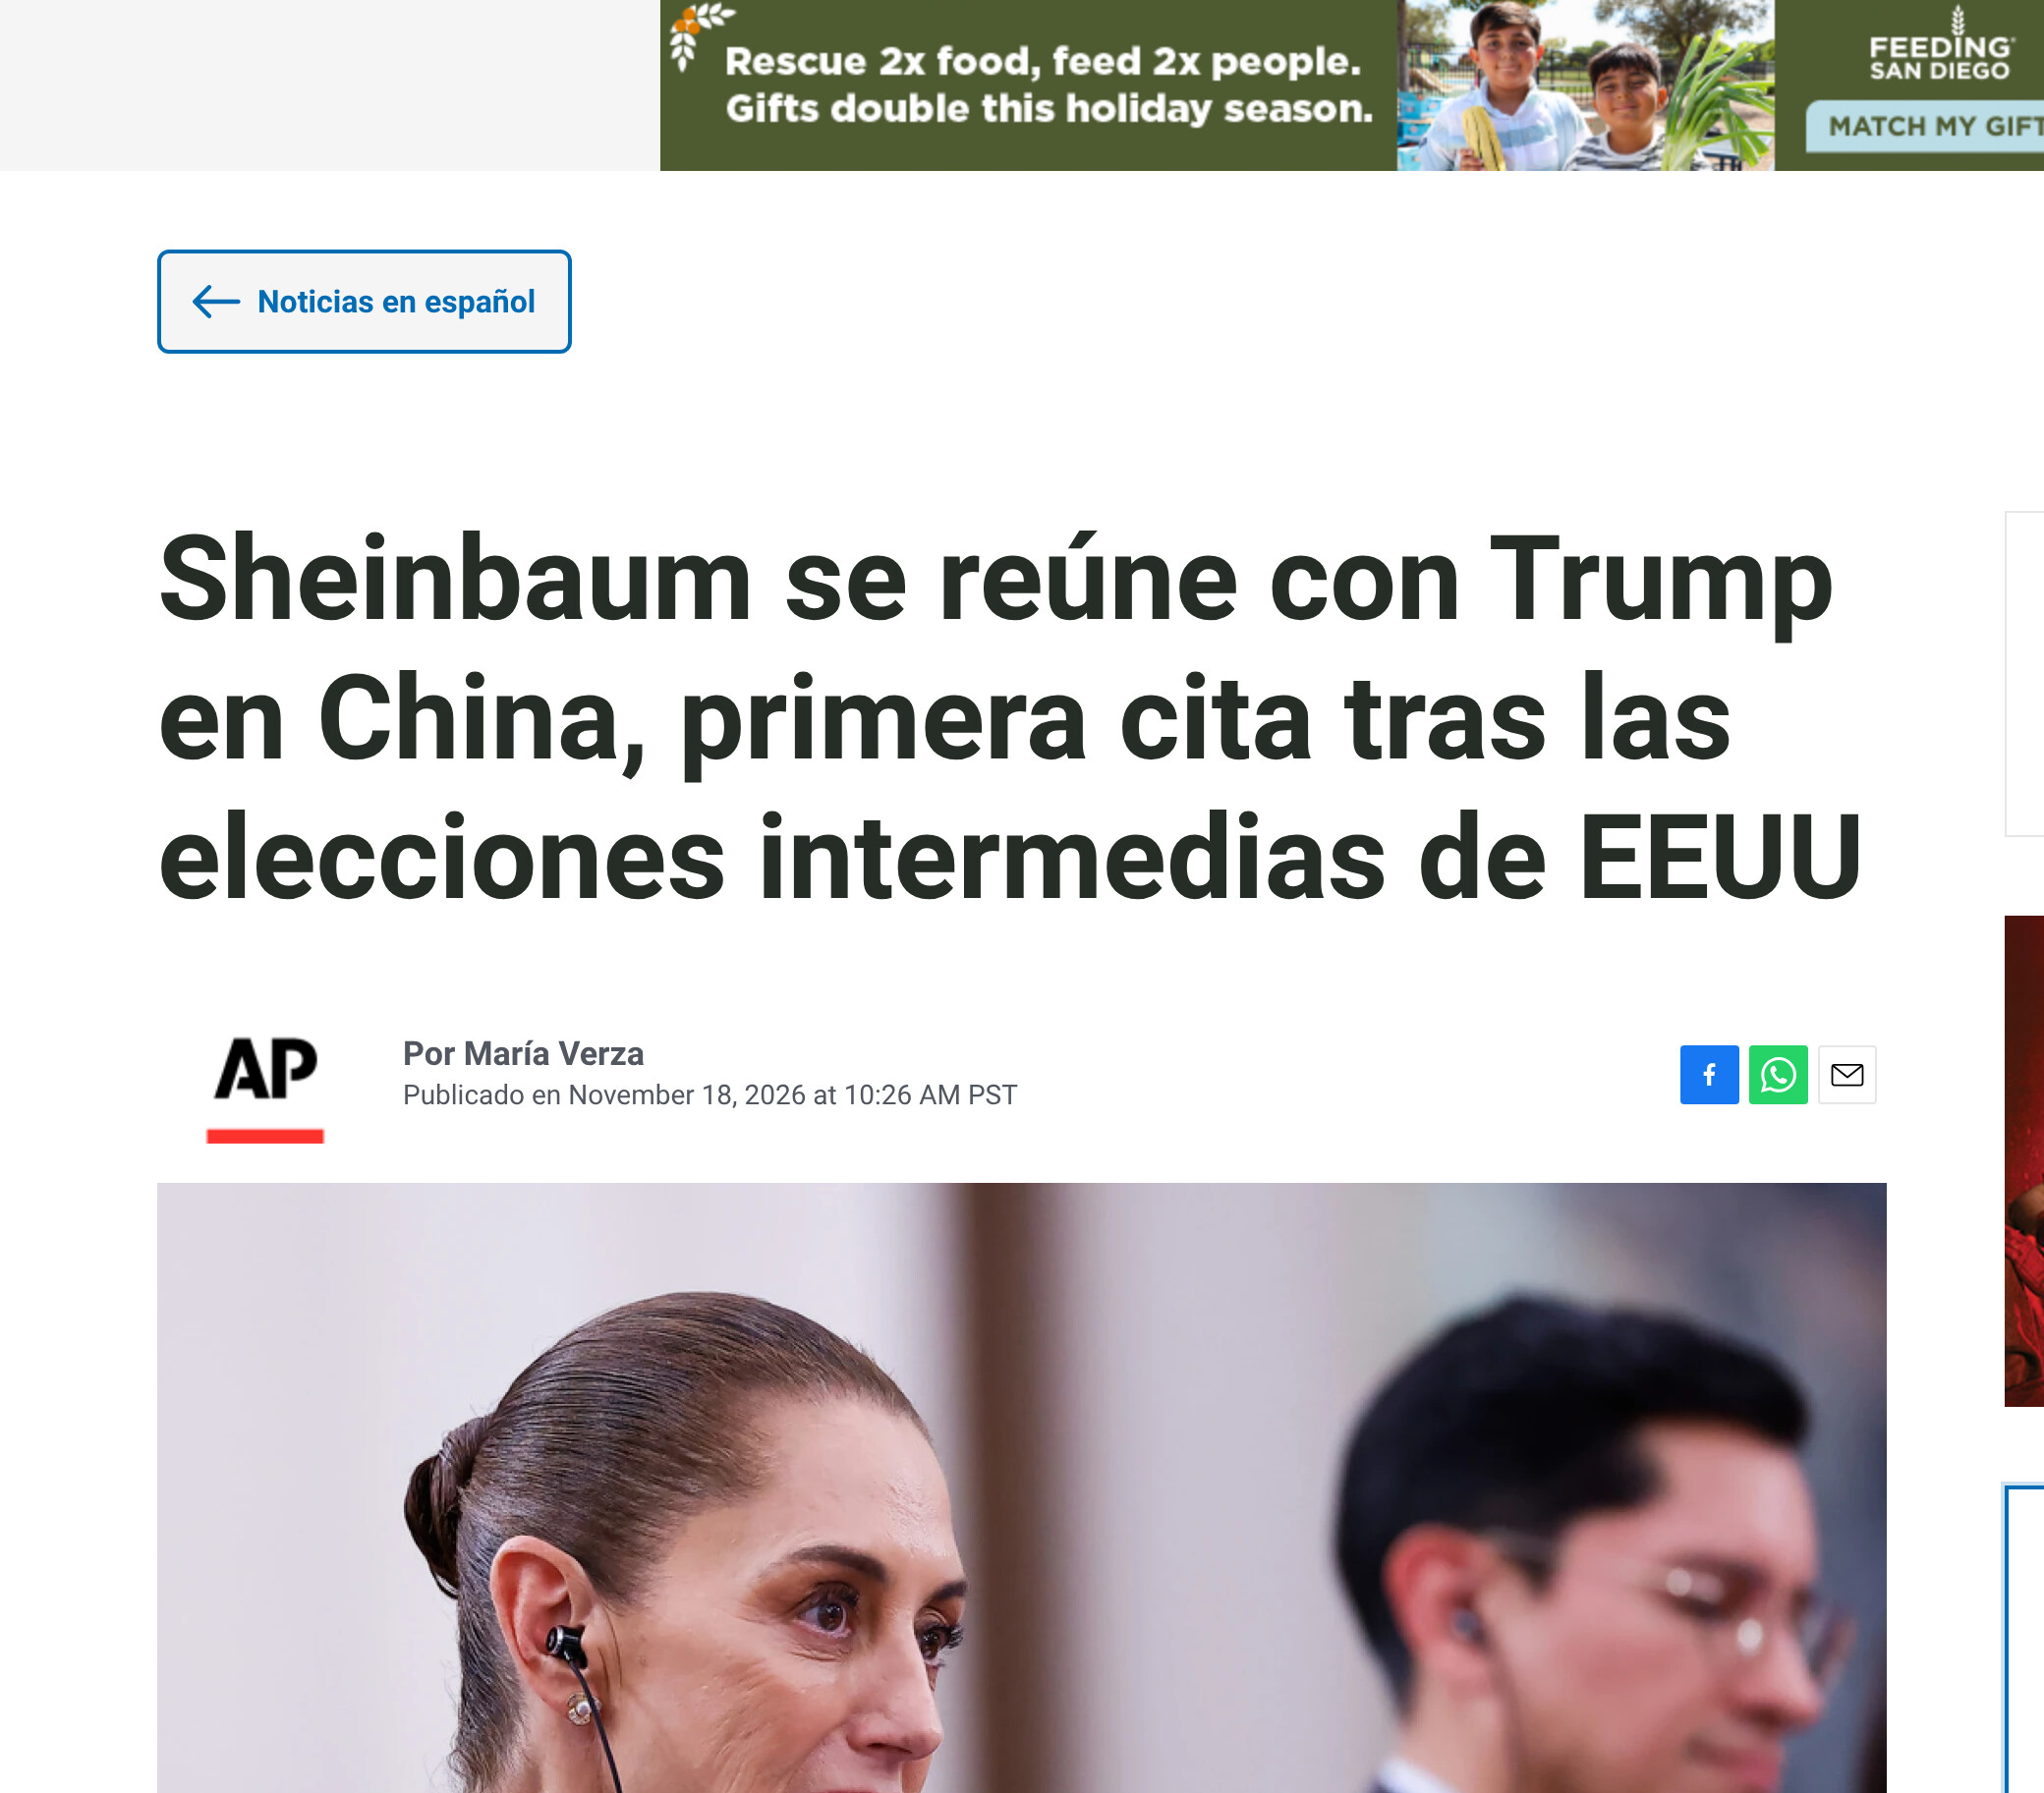 Rescue 2x food, feed 2x people.
Gifts double this holiday season.
FEEDING
SAN DIEGO
MATCH MY GIFT
Noticias en español
Sheinbaum se reúne con Trump
en China, primera cita tras las
elecciones intermedias de EEUU
AP
Por María Verza
Publicado en November 18, 2026 at 10:26 AM PST